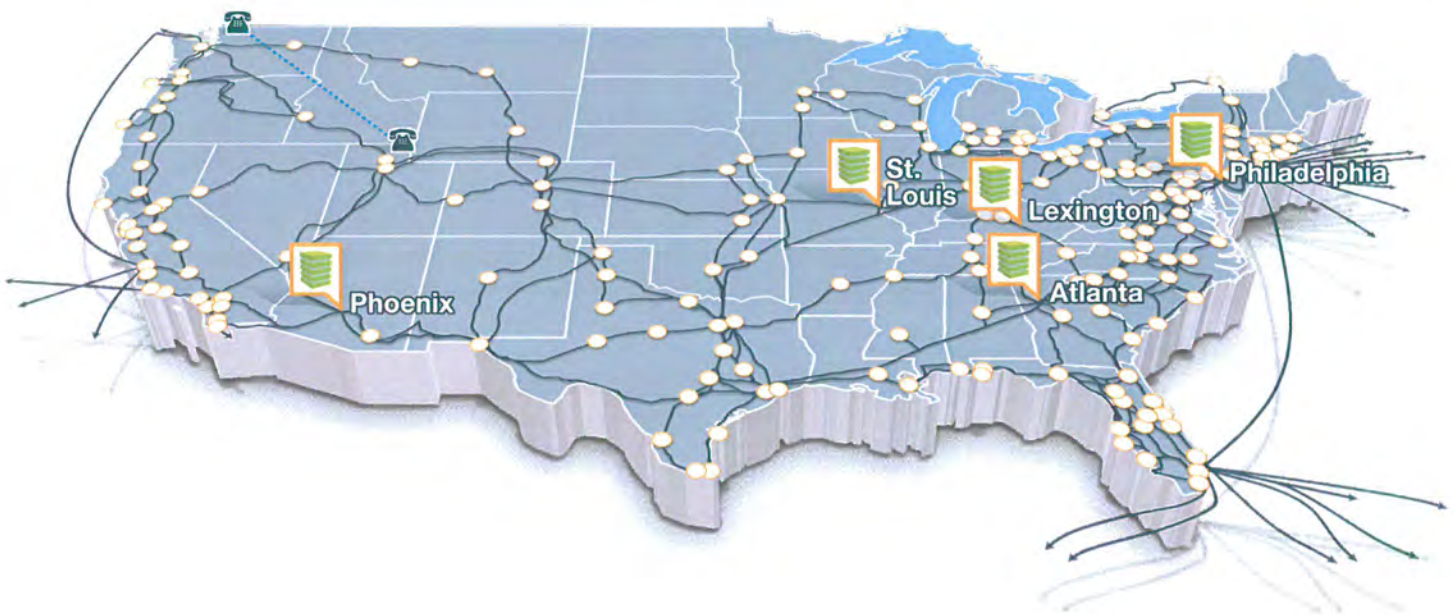 St.
Louis
Philadelphia
Lexington
Atlanta
Phoenix